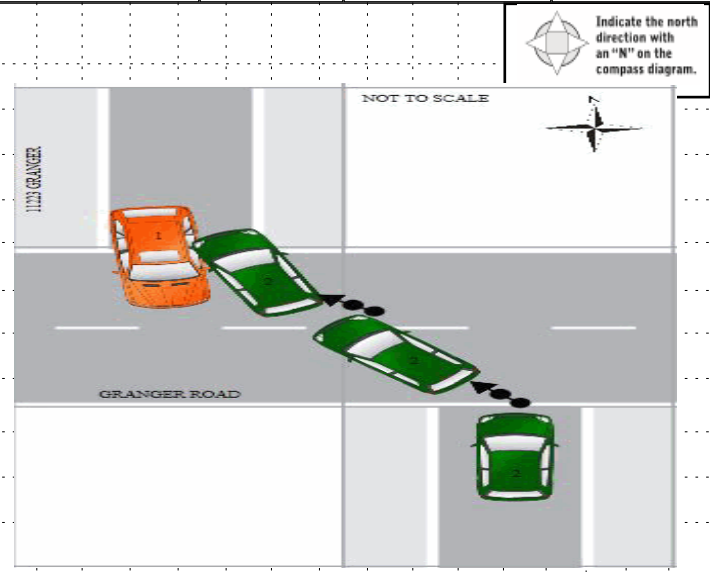 Indicate the north
direction with
an “N” on the
compass diagram.
NOT TO SCALE
N
11223 GRANGER
1
2
2
GRANGER ROAD
2